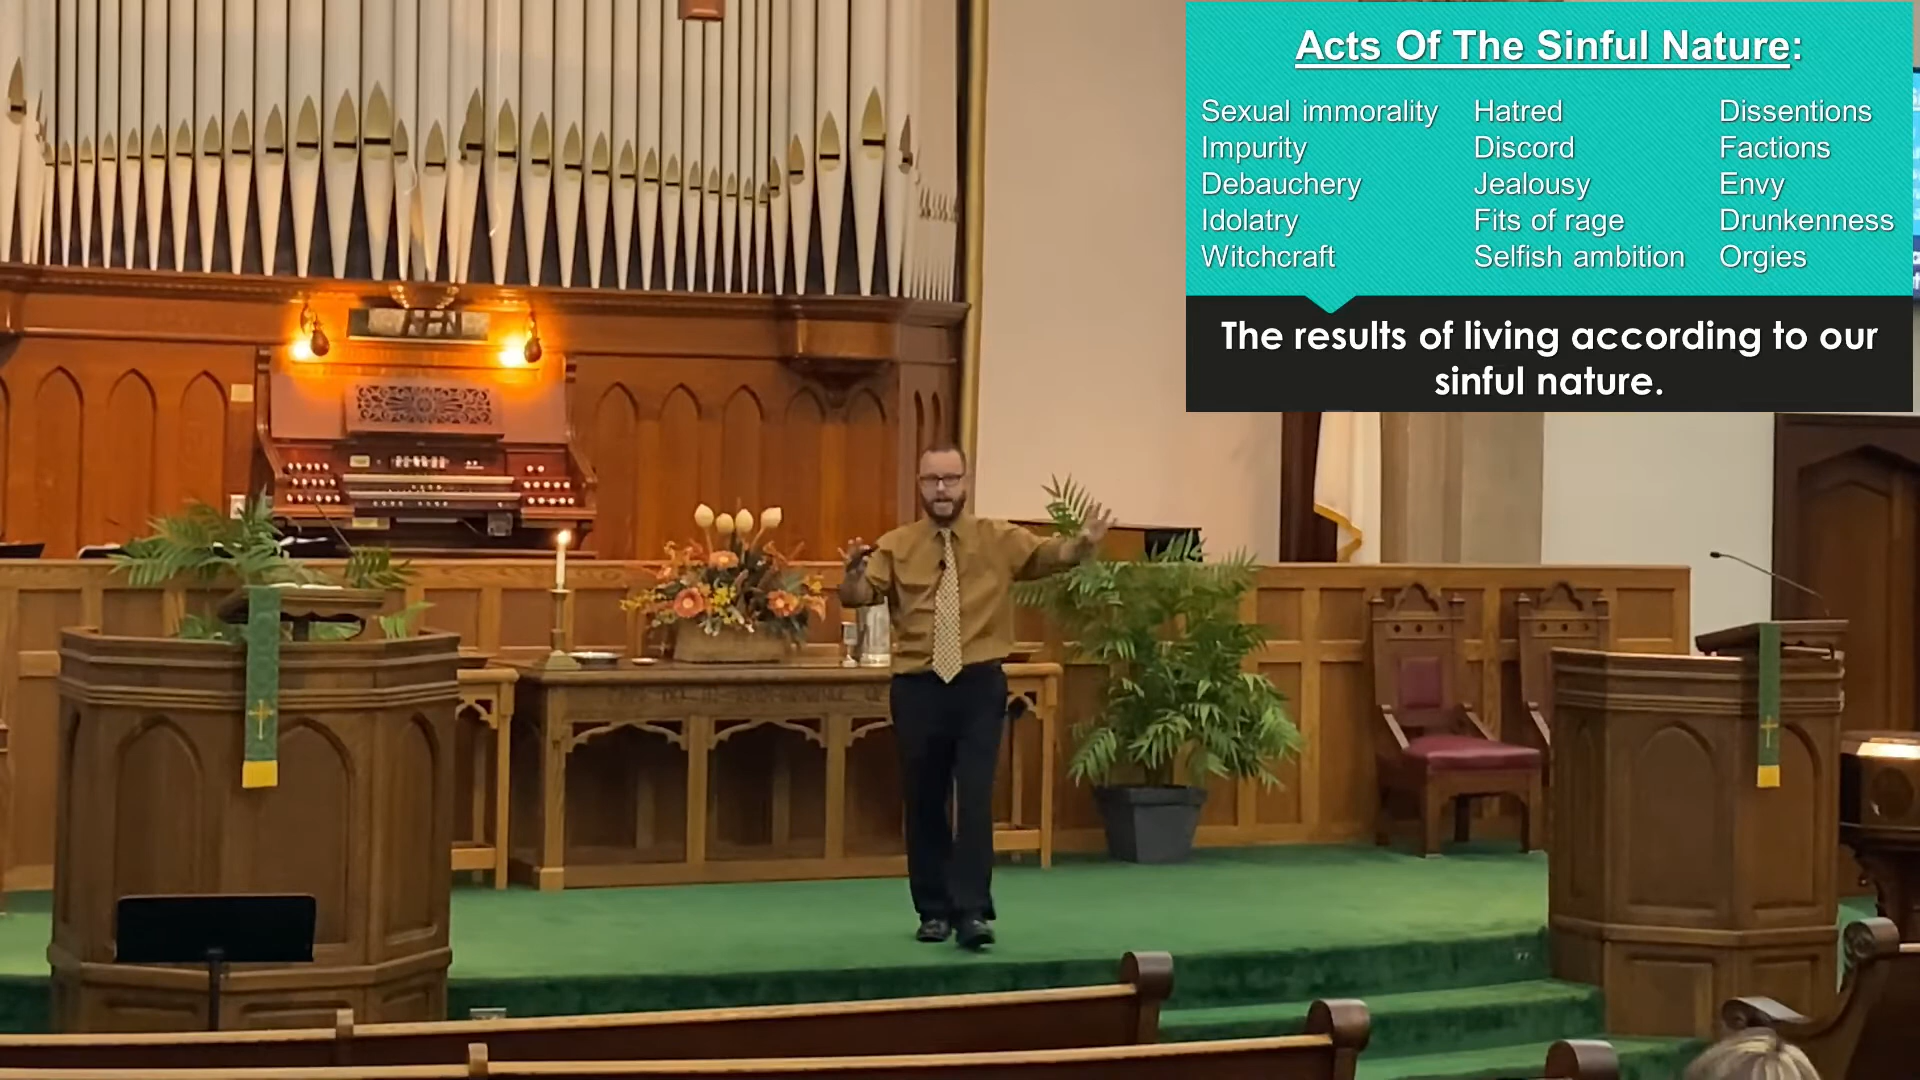 Acts Of The Sinful Nature:
Sexual immorality
Impurity
Debauchery
Idolatry
Witchcraft
Hatred
Discord
Jealousy
Fits of rage
Selfish ambition
Dissentions
Factions
Envy
Drunkenness
Orgies
The results of living according to our
sinful nature.